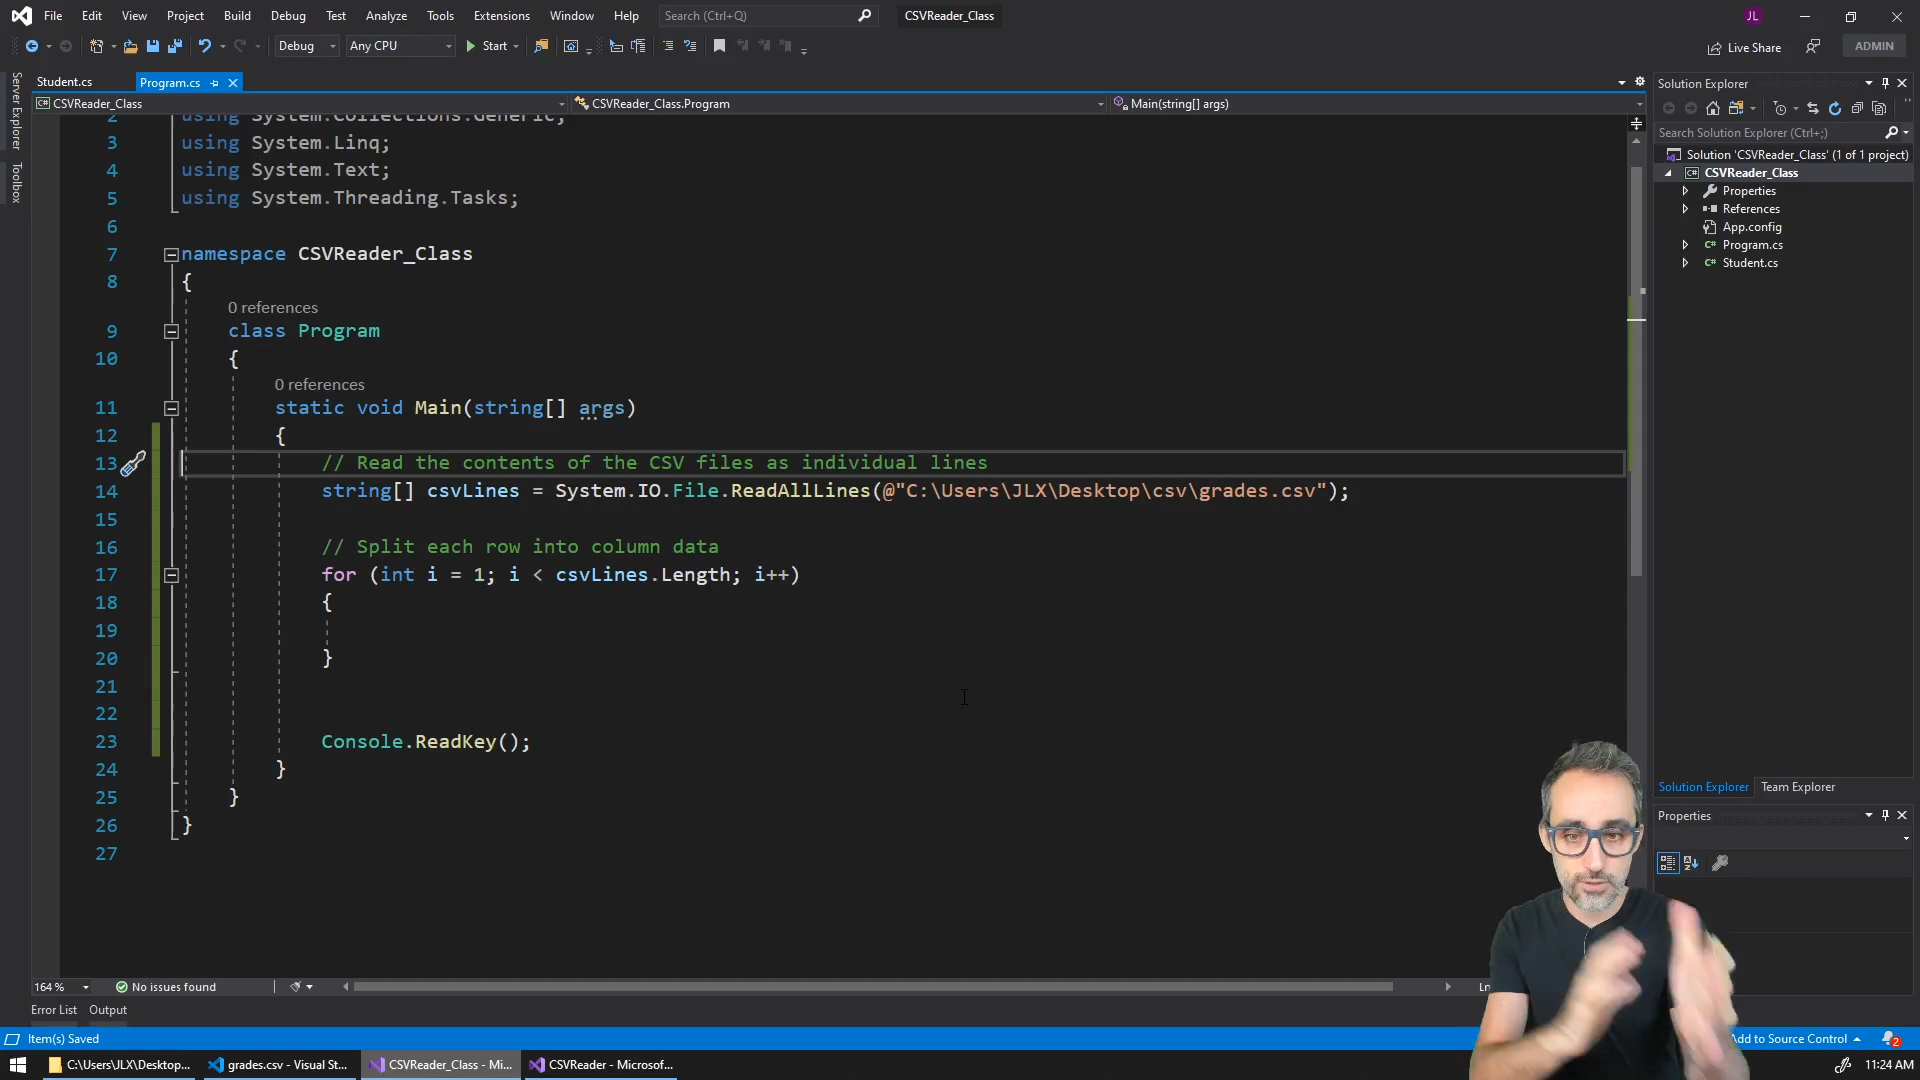 File Edit View Project Build Debug Test Analyze Tools Extensions Window Help Search (Ctrl+Q) CSVReader_Class JL
Debug Any CPU Start Live Share ADMIN
Student.cs Program.cs
CSVReader_Class CSVReader_Class.Program Main(string[] args)
Server Explorer
Toolbox
2 using System.Collections.Generic;
3 using System.Linq;
4 using System.Text;
5 using System.Threading.Tasks;
6
7 namespace CSVReader_Class
8 {
0 references
9 class Program
10 {
0 references
11 static void Main(string[] args)
12 {
13 // Read the contents of the CSV files as individual lines
14 string[] csvLines = System.IO.File.ReadAllLines(@"C:\Users\JLX\Desktop\csv\grades.csv");
15
16 // Split each row into column data
17 for (int i = 1; i < csvLines.Length; i++)
18 {
19
20 }
21
22
23 Console.ReadKey();
24 }
25 }
26 }
27
Solution Explorer
Search Solution Explorer (Ctrl+;)
Solution 'CSVReader_Class' (1 of 1 project)
CSVReader_Class
Properties
References
App.config
Program.cs
Student.cs
Solution Explorer Team Explorer
Properties
164 % No issues found
Error List Output
Item(s) Saved Add to Source Control 2
C:\Users\JLX\Desktop... grades.csv - Visual St... CSVReader_Class - Mi... CSVReader - Microsof... 11:24 AM